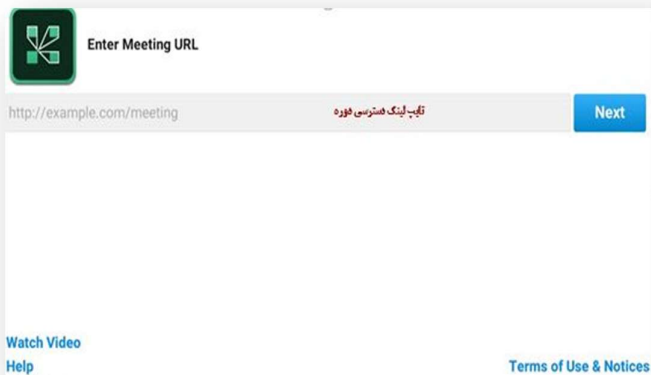 Enter Meeting URL
http://example.com/meeting
تایپ لینک دسترسی دوره
Next
Watch Video
Help
Terms of Use & Notices